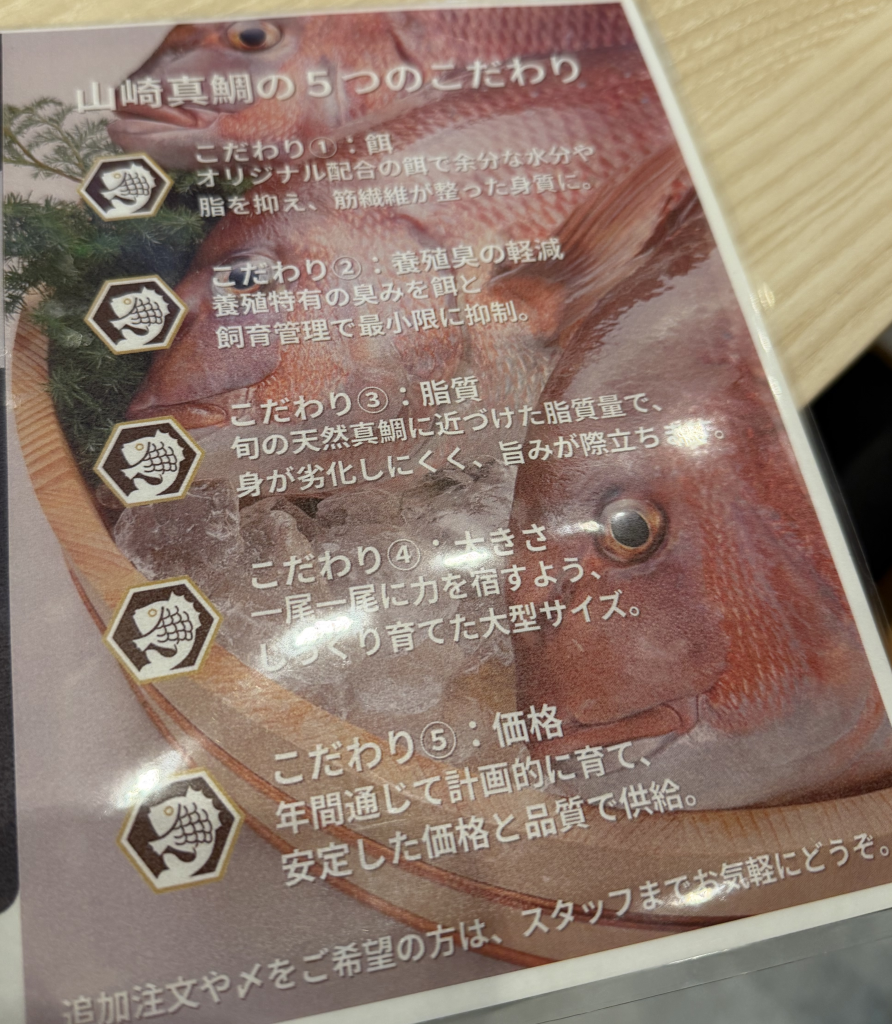 山崎真鯛の５つのこだわり
こだわり①：餌
オリジナル配合の餌で余分な水分や
脂を抑え、筋繊維が整った身質に。
こだわり②：養殖臭の軽減
養殖特有の臭みを餌と
飼育管理で最小限に抑制。
こだわり③：脂質
旬の天然真鯛に近づけた脂質量で、
身が劣化しにくく、旨みが際立ちます。
こだわり④：大きさ
一尾一尾に力を宿すよう、
じっくり育てた大型サイズ。
こだわり⑤：価格
年間通じて計画的に育て、
安定した価格と品質で供給。
追加注文や〆をご希望の方は、スタッフまでお気軽にどうぞ。